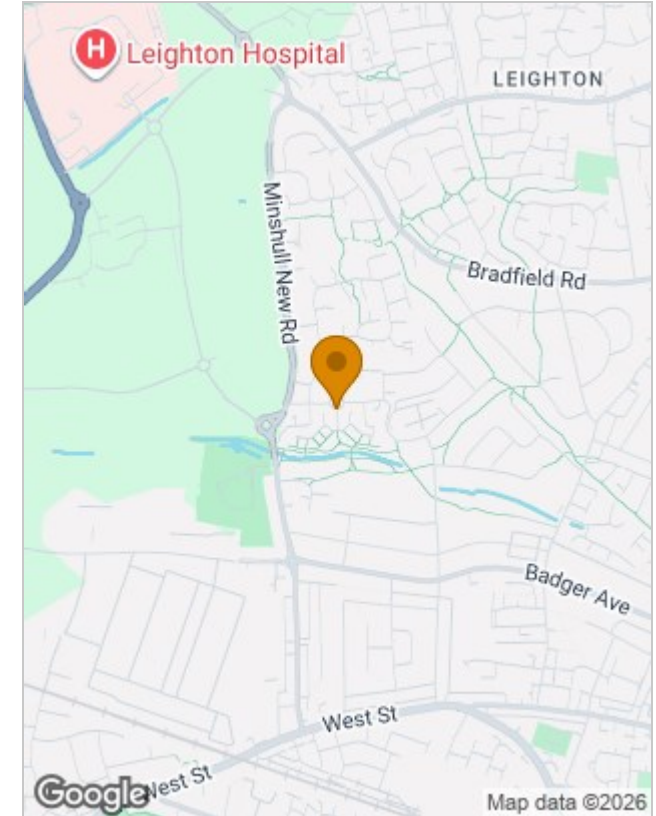 H Leighton Hospital
LEIGHTON
Minshull New Rd
Bradfield Rd
Badger Ave
West St
West St
Google
Map data ©2026